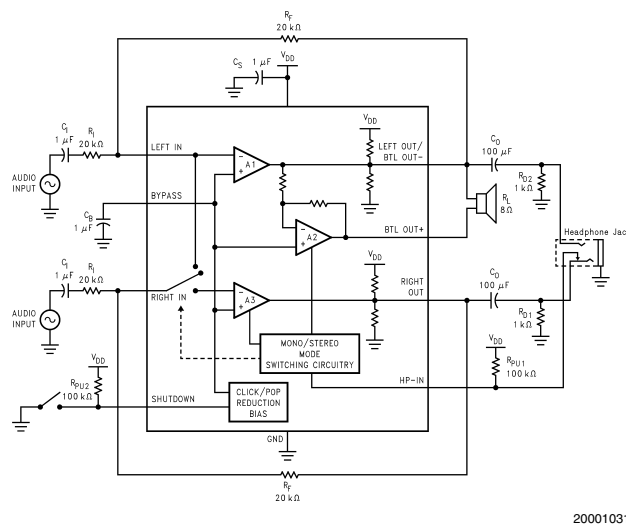 R_F
20 kΩ
C_S 1 μF
V_DD
C_I
1 μF
R_I
20 kΩ
AUDIO
INPUT
LEFT IN
A1
V_DD
LEFT OUT/
BTL OUT-
C_O
100 μF
R_D2
1 kΩ
R_L
8Ω
BYPASS
C_B
1 μF
A2
BTL OUT+
Headphone Jac
C_I
1 μF
R_I
20 kΩ
AUDIO
INPUT
RIGHT IN
A3
V_DD
RIGHT
OUT
C_O
100 μF
R_D1
1 kΩ
MONO/STEREO
MODE
SWITCHING CIRCUITRY
HP-IN
V_DD
R_PU1
100 kΩ
V_DD
R_PU2
100 kΩ
SHUTDOWN
CLICK/POP
REDUCTION
BIAS
GND
R_F
20 kΩ
2000103